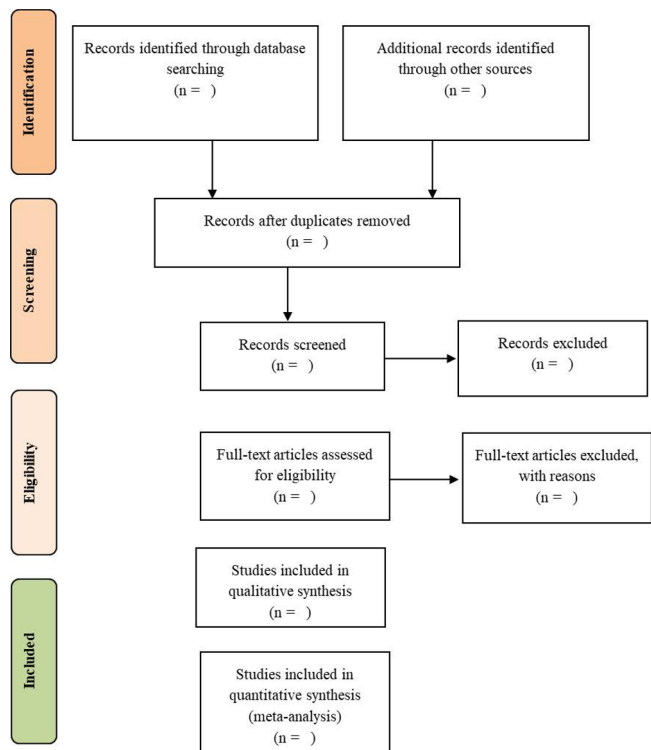 Identification
Records identified through database
searching
(n =   )
Additional records identified
through other sources
(n =   )
Screening
Records after duplicates removed
(n =   )
Records screened
(n =   )
Records excluded
(n =   )
Eligibility
Full-text articles assessed
for eligibility
(n =   )
Full-text articles excluded,
with reasons
(n =   )
Included
Studies included in
qualitative synthesis
(n =   )
Studies included in
quantitative synthesis
(meta-analysis)
(n =   )